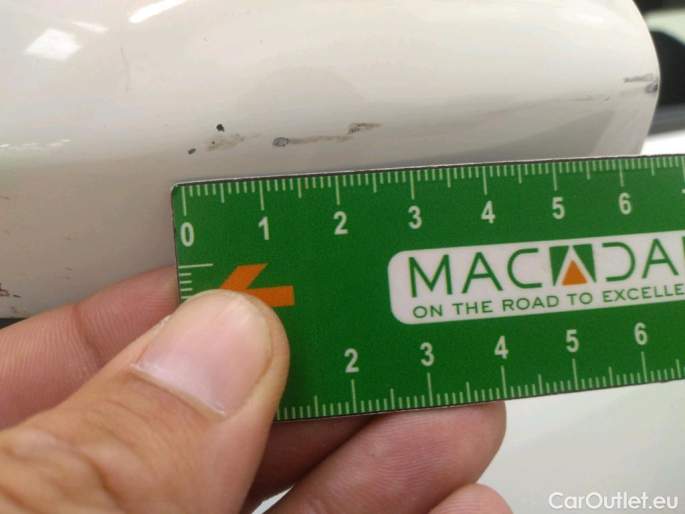 0 1 2 3 4 5 6
MACADA
ON THE ROAD TO EXCELLE
2 3 4 5 6
CarOutlet.eu